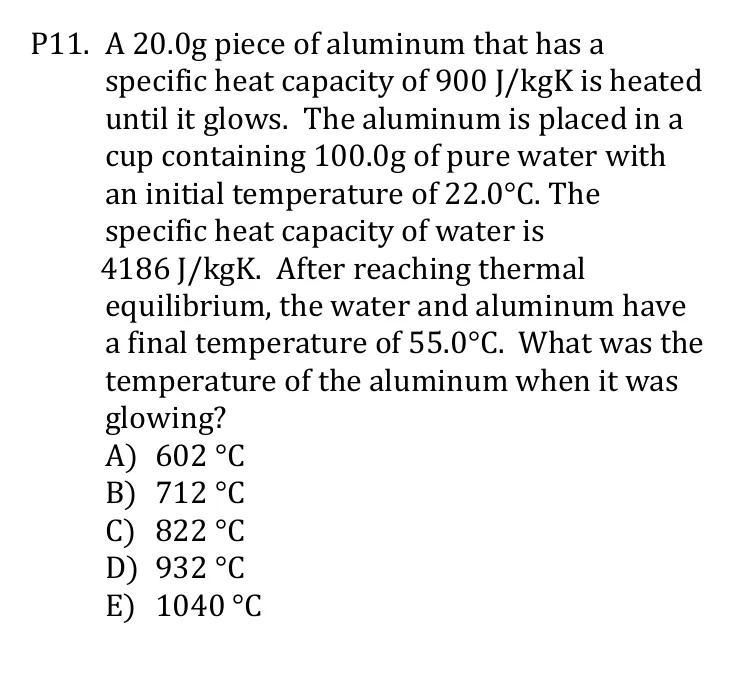 P11. A 20.0g piece of aluminum that has a
specific heat capacity of 900 J/kgK is heated
until it glows. The aluminum is placed in a
cup containing 100.0g of pure water with
an initial temperature of 22.0°C. The
specific heat capacity of water is
4186 J/kgK. After reaching thermal
equilibrium, the water and aluminum have
a final temperature of 55.0°C. What was the
temperature of the aluminum when it was
glowing?
A) 602 °C
B) 712 °C
C) 822 °C
D) 932 °C
E) 1040 °C